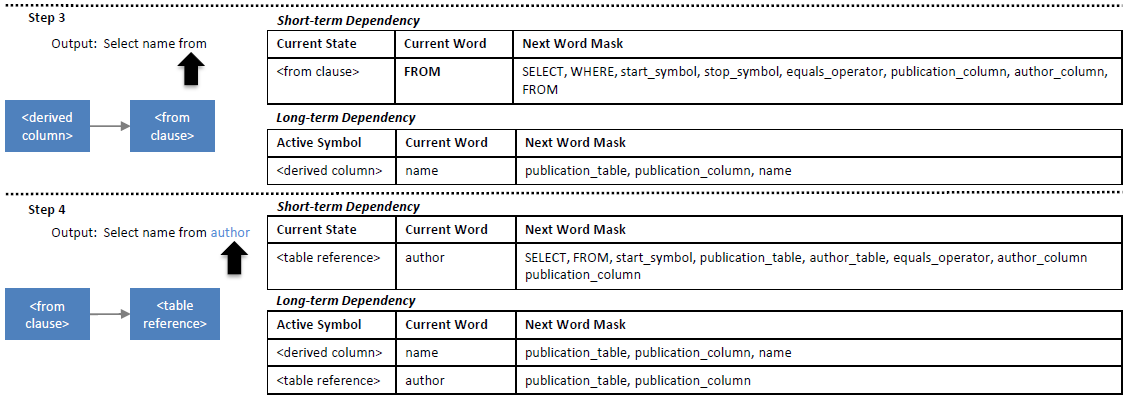 Step 3
Output: Select name from
<derived
column>
<from
clause>
Short-term Dependency
Current State Current Word Next Word Mask
<from clause> FROM SELECT, WHERE, start_symbol, stop_symbol, equals_operator, publication_column, author_column,
FROM
Long-term Dependency
Active Symbol Current Word Next Word Mask
<derived column> name publication_table, publication_column, name
Step 4
Output: Select name from author
<from
clause>
<table
reference>
Short-term Dependency
Current State Current Word Next Word Mask
<table reference> author SELECT, FROM, start_symbol, publication_table, author_table, equals_operator, author_column
publication_column
Long-term Dependency
Active Symbol Current Word Next Word Mask
<derived column> name publication_table, publication_column, name
<table reference> author publication_table, publication_column